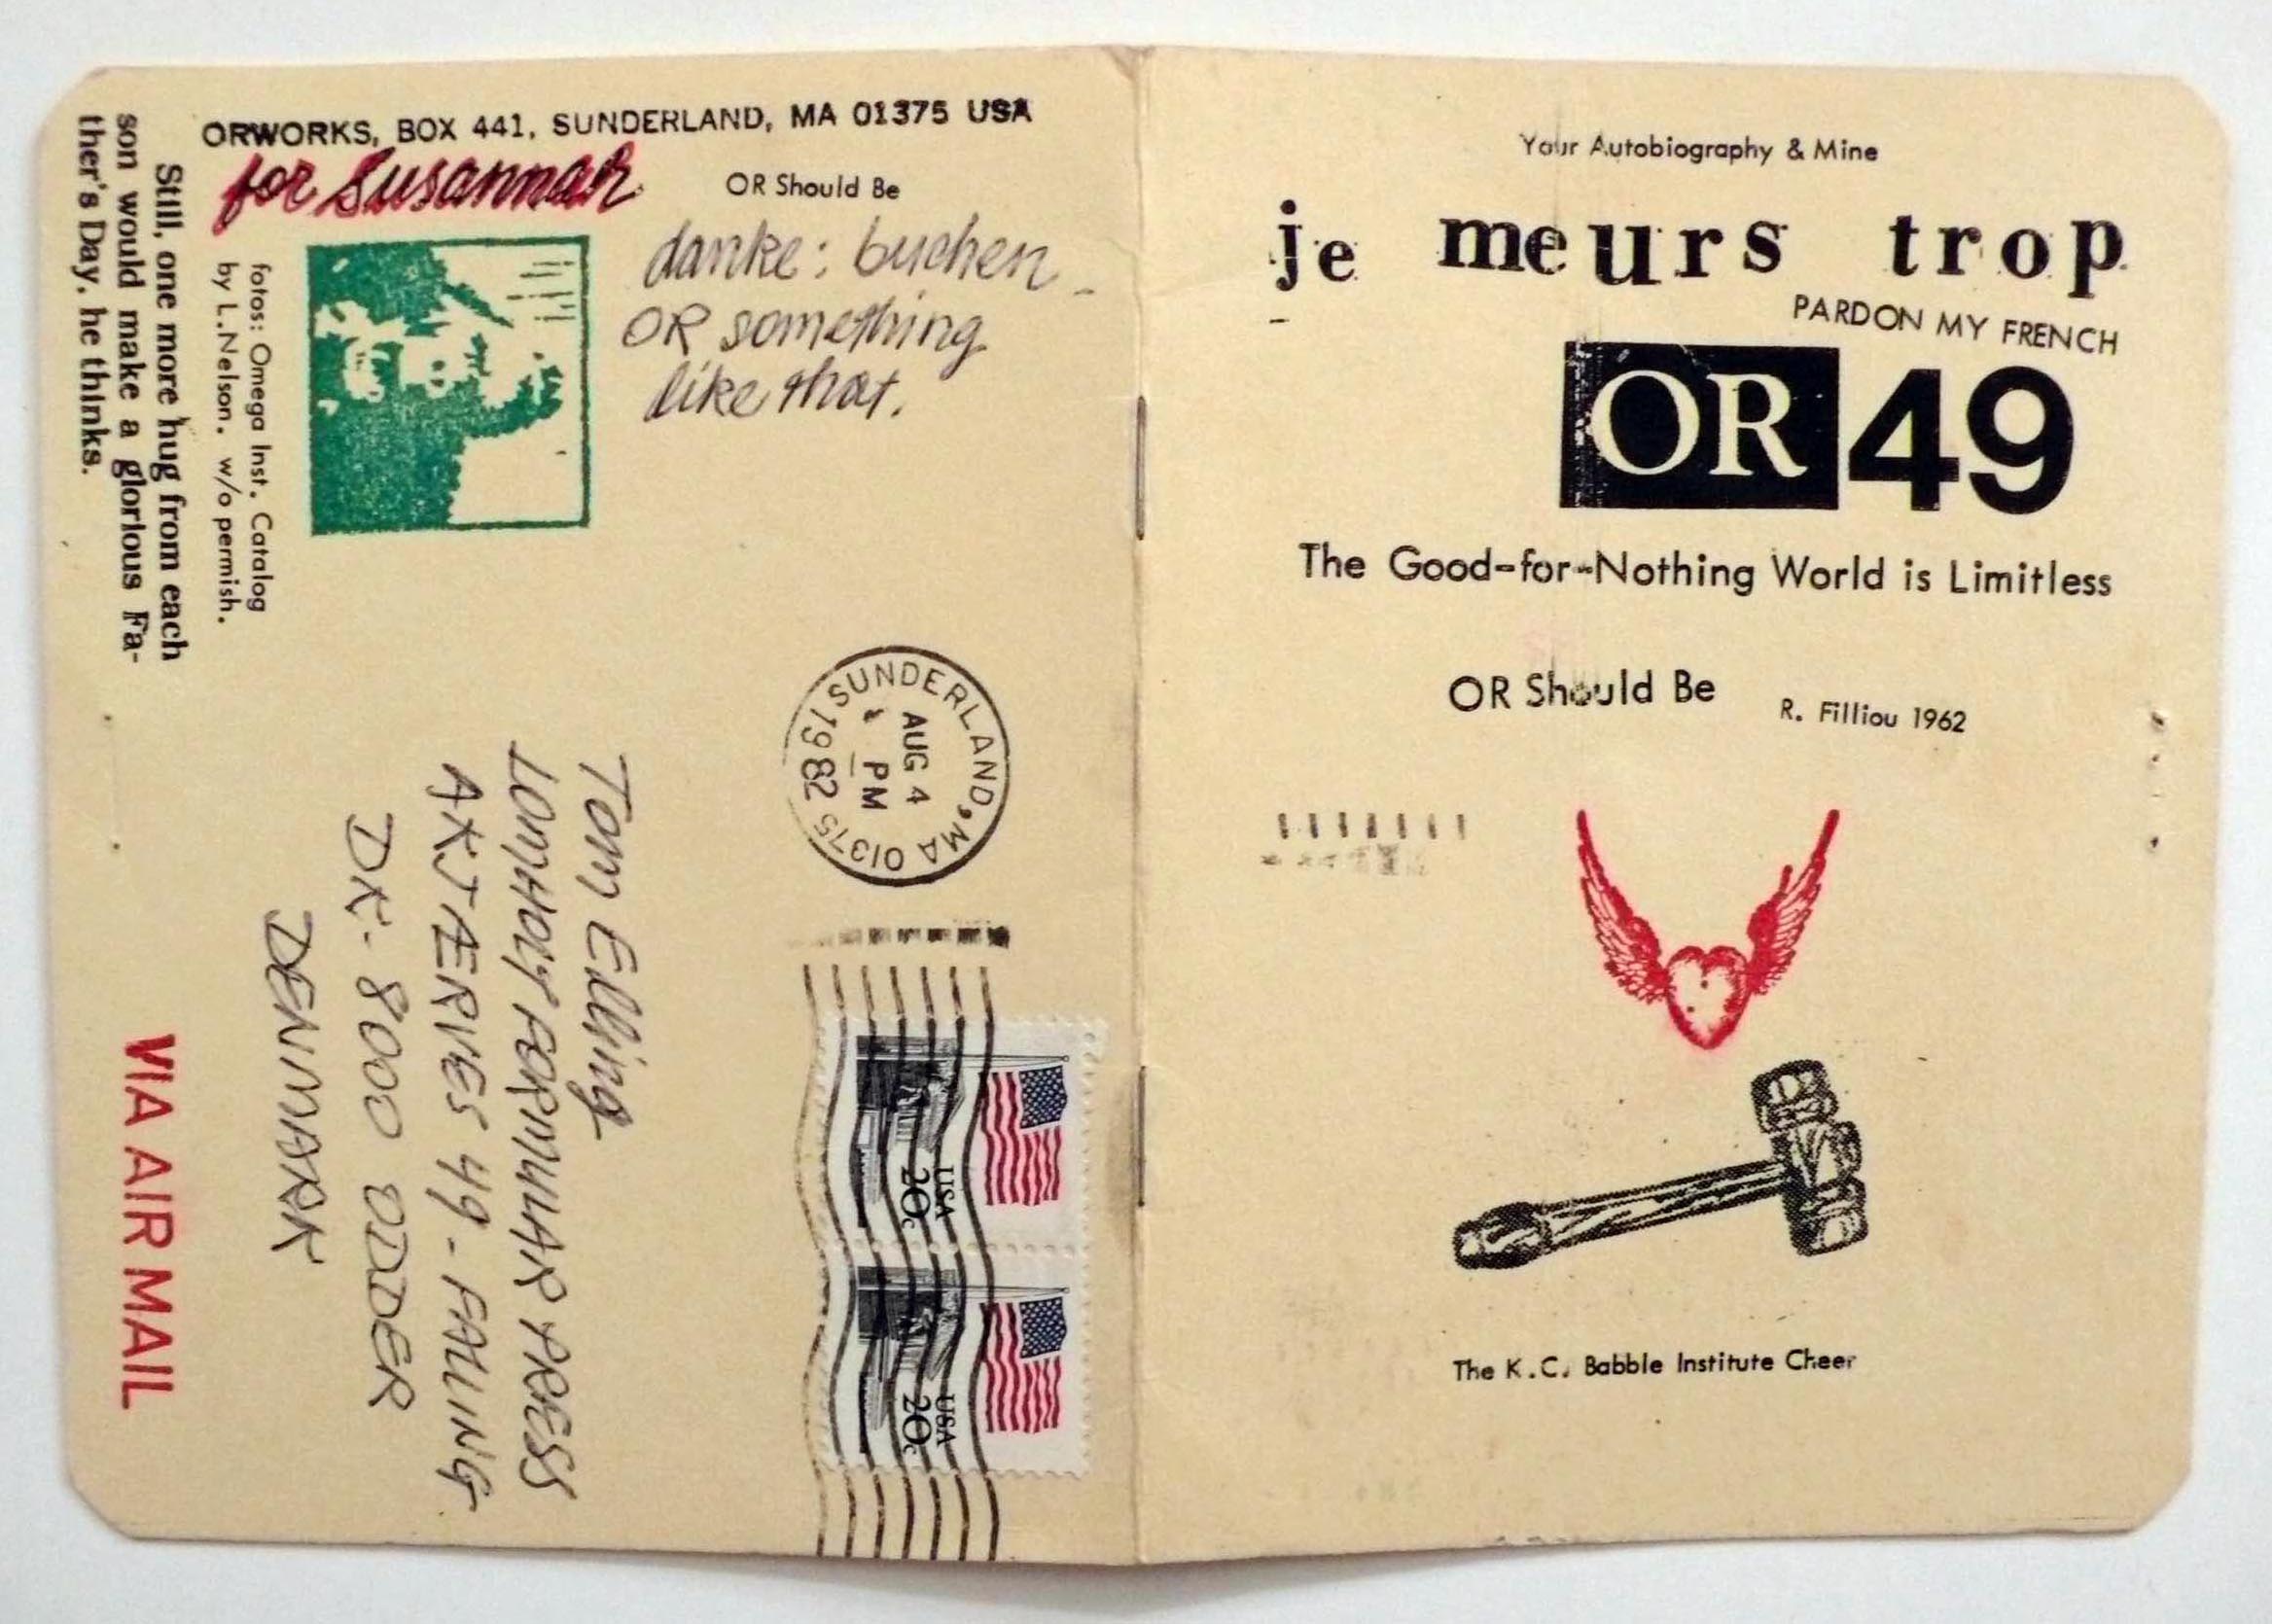 ORWORKS, BOX 441, SUNDERLAND, MA 01375 USA
for Susannah
OR Should Be
danke: buchen
OR something
like that.
fotos: Omega Inst. Catalog
by L.Nelson. w/o permish.
Still, one more hug from each
son would make a glorious Fa-
ther's Day, he thinks.
SUNDERLAND, MA 01375
AUG 4
PM
1982
USA
20c
USA
20c
Tom Elling
LOMHOLT FORMULAR PRESS
AKJÆRVES 49 - FALLING
DK - 8000 ODDER
DENMARK
VIA AIR MAIL
Your Autobiography & Mine
je meurs trop
PARDON MY FRENCH
OR 49
The Good-for-Nothing World is Limitless
OR Should Be
R. Filliou 1962
The K.C. Babble Institute Cheer